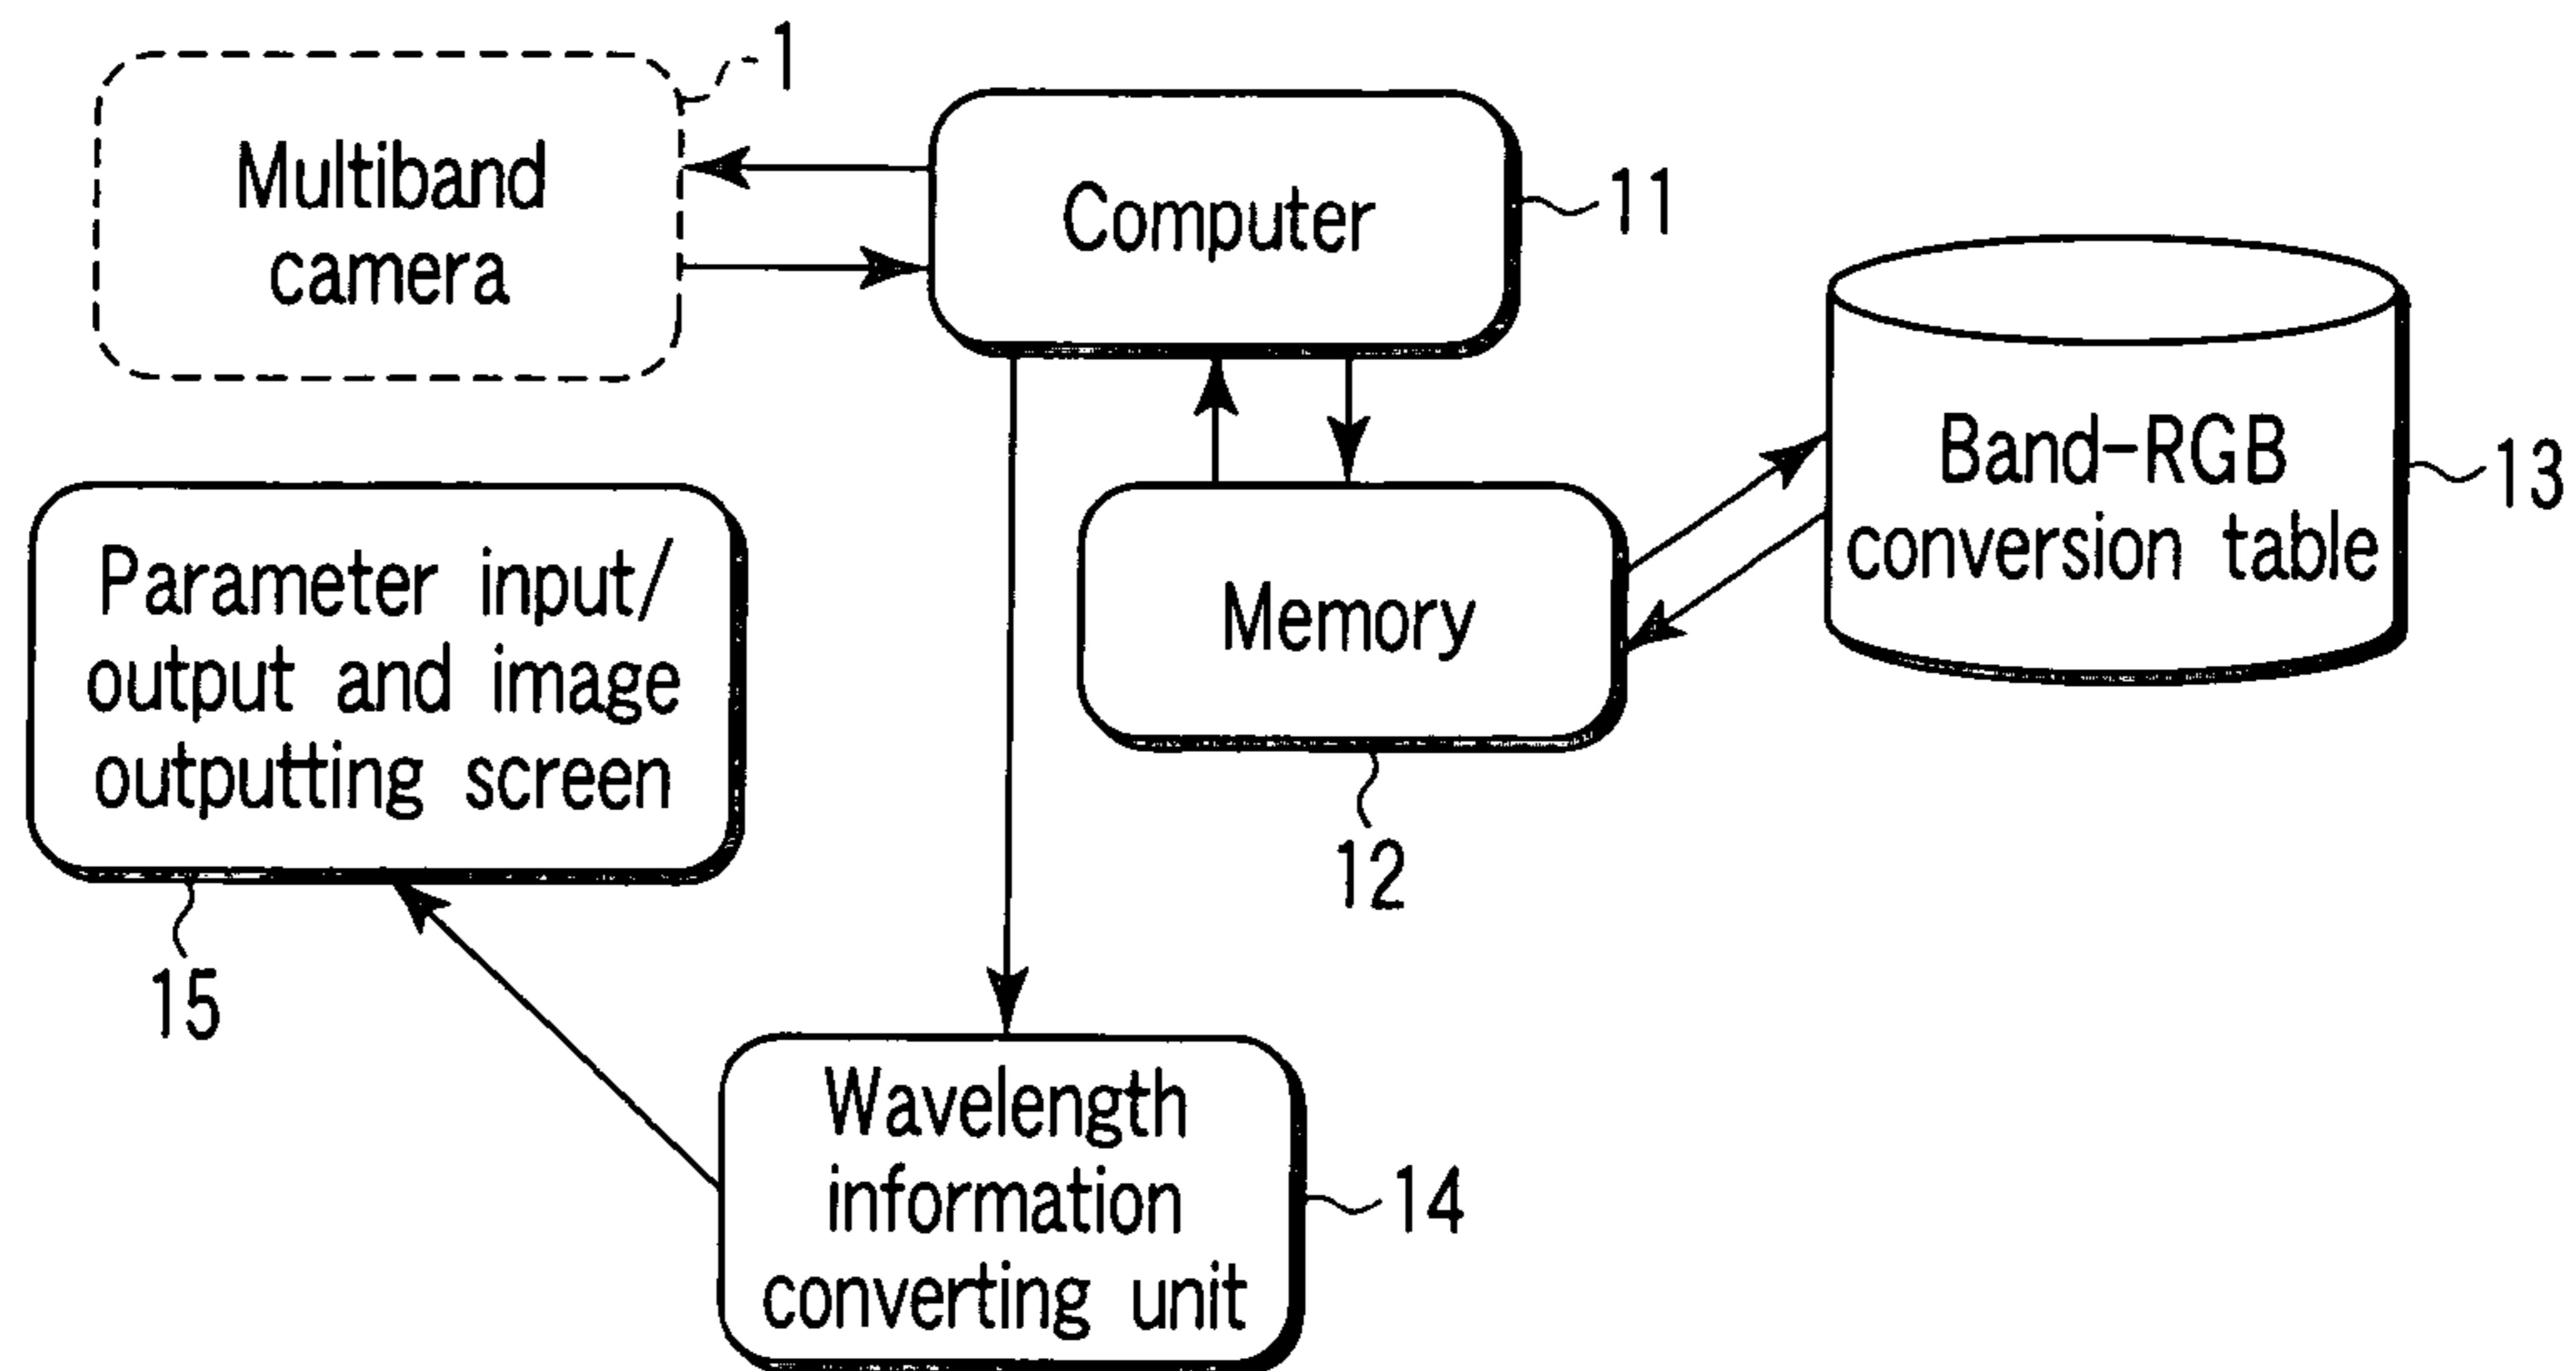 1
Multiband
camera
Computer
11
Band-RGB
conversion table
13
Memory
12
Parameter input/
output and image
outputting screen
15
Wavelength
information
converting unit
14